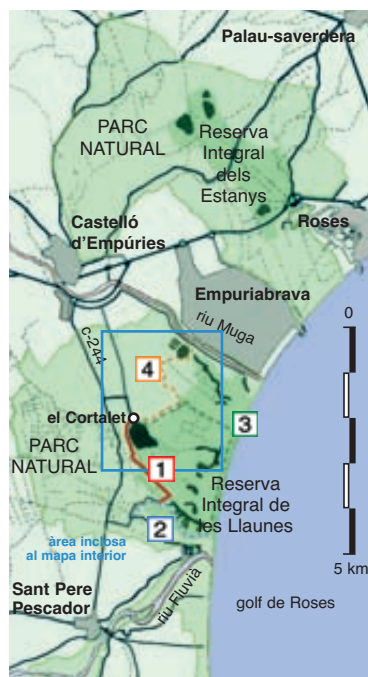 Palau-saverdera
PARC
NATURAL
Reserva
Integral
dels
Estanys
Castelló
d'Empúries
Roses
Empuriabrava
riu Muga
0
c-244
4
el Cortalet
3
PARC
NATURAL
1
Reserva
Integral de
les Llaunes
2
àrea inclosa
al mapa interior
5 km
Sant Pere
Pescador
riu Fluvià
golf de Roses